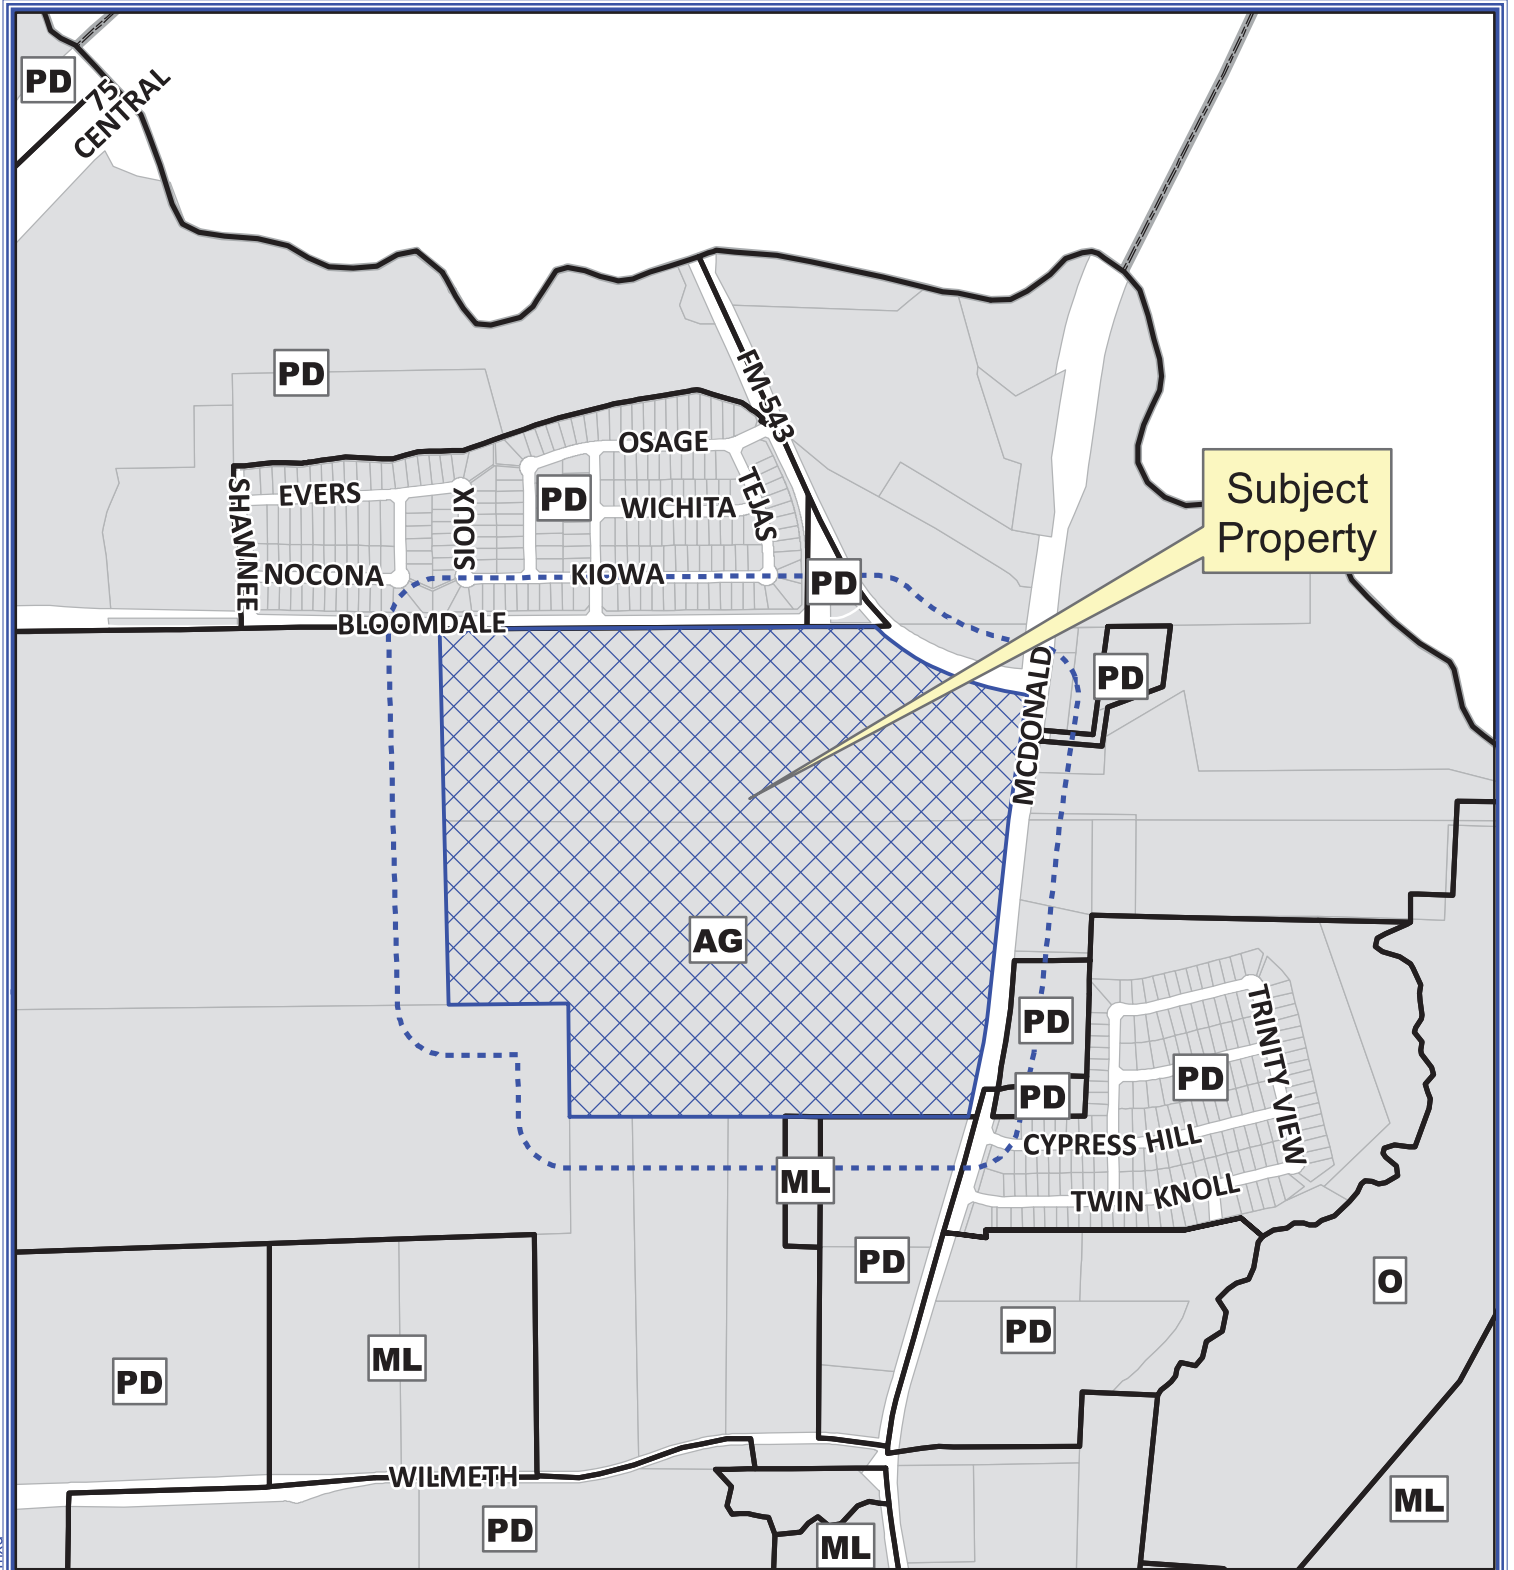 PD
75
CENTRAL
PD
FM-543
OSAGE
EVERS
PD
WICHITA
TEJAS
SIOUX
SHAWNEE
NOCONA
KIOWA
PD
BLOOMDALE
Subject
Property
PD
MCDONALD
AG
PD
PD
PD
TRINITY VIEW
CYPRESS HILL
TWIN KNOLL
ML
PD
O
PD
ML
PD
WILMETH
PD
ML
ML